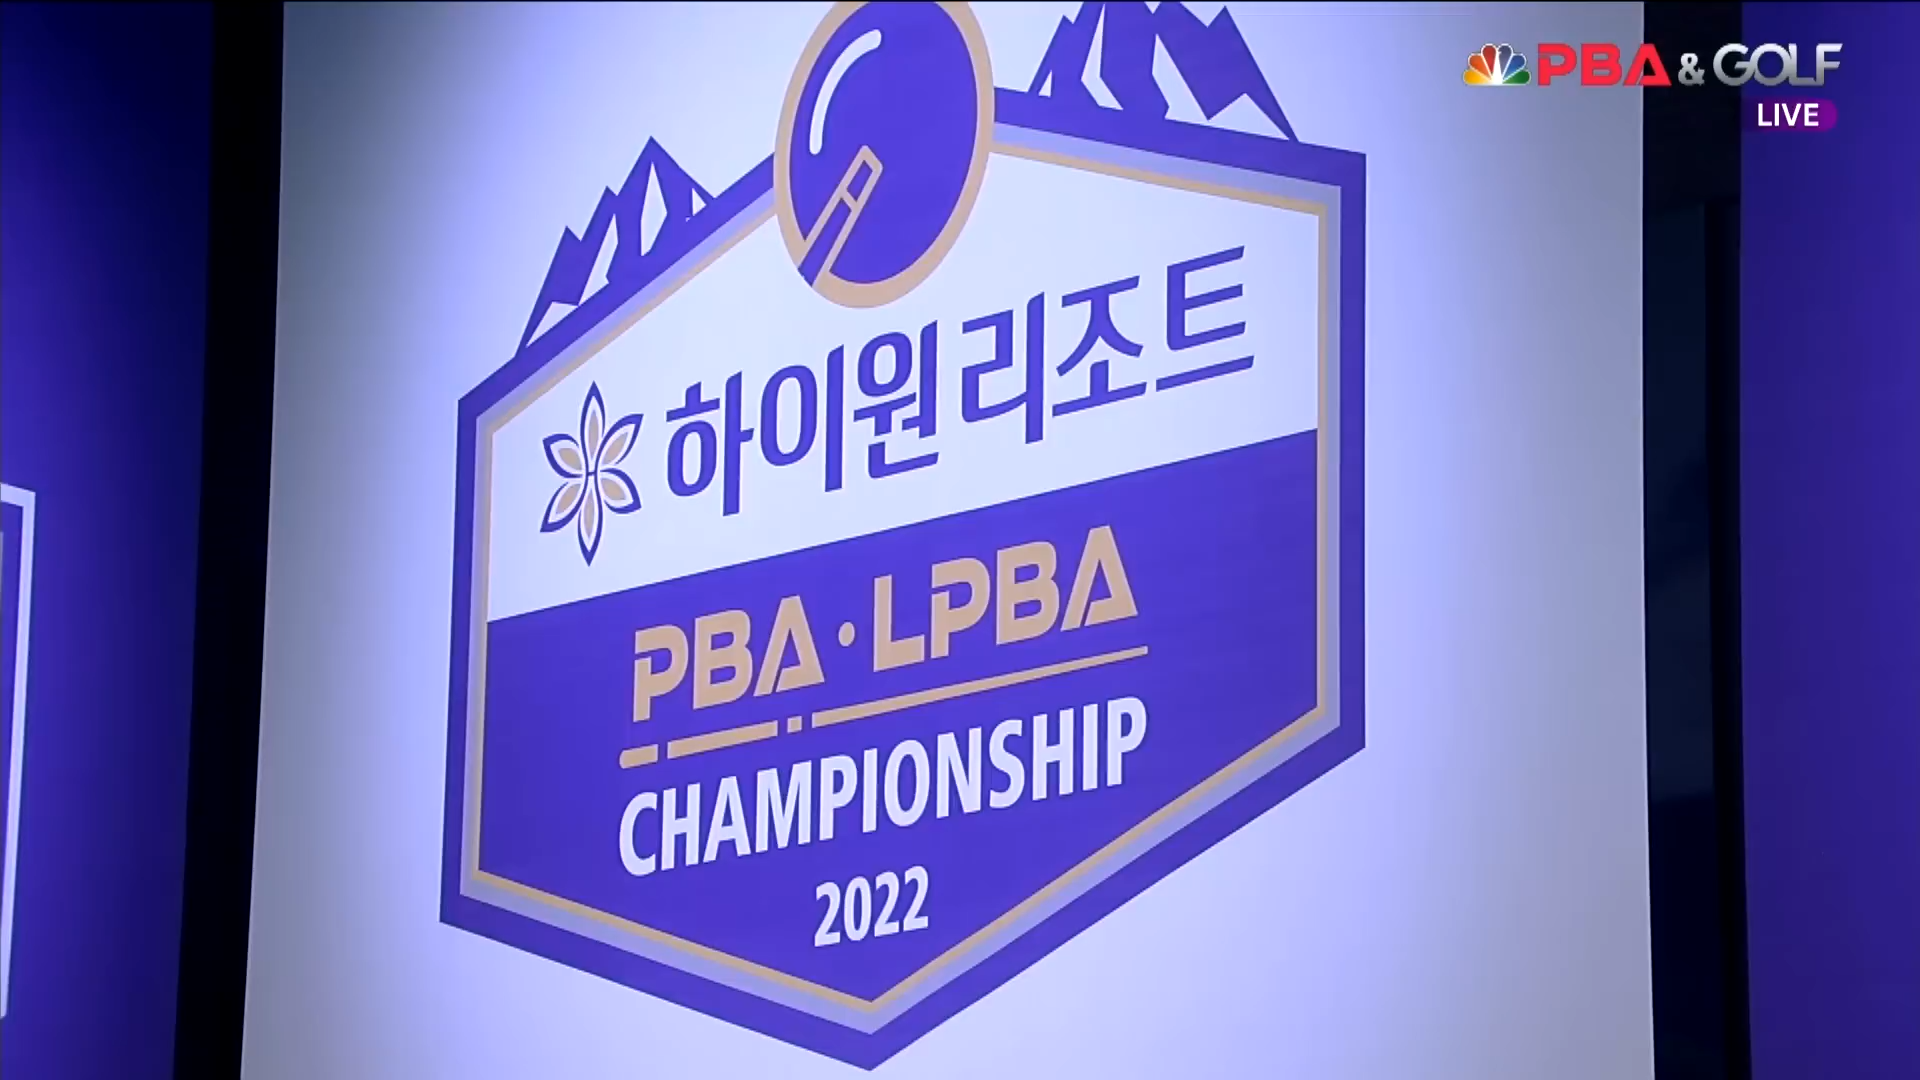 PBA & GOLF
LIVE
하이원리조트
PBA·LPBA
CHAMPIONSHIP
2022